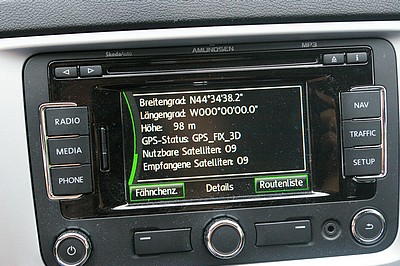 SkodaAuto
AMUNDSEN
MP3
RADIO
MEDIA
PHONE
Breitengrad: N44°34'38.2"
Längengrad: W000°00'00.0"
Höhe: 98 m
GPS-Status: GPS_FIX_3D
Nutzbare Satelliten: 09
Empfangene Satelliten: 09
Fähnchenz.
Details
Routenliste
NAV
TRAFFIC
SETUP